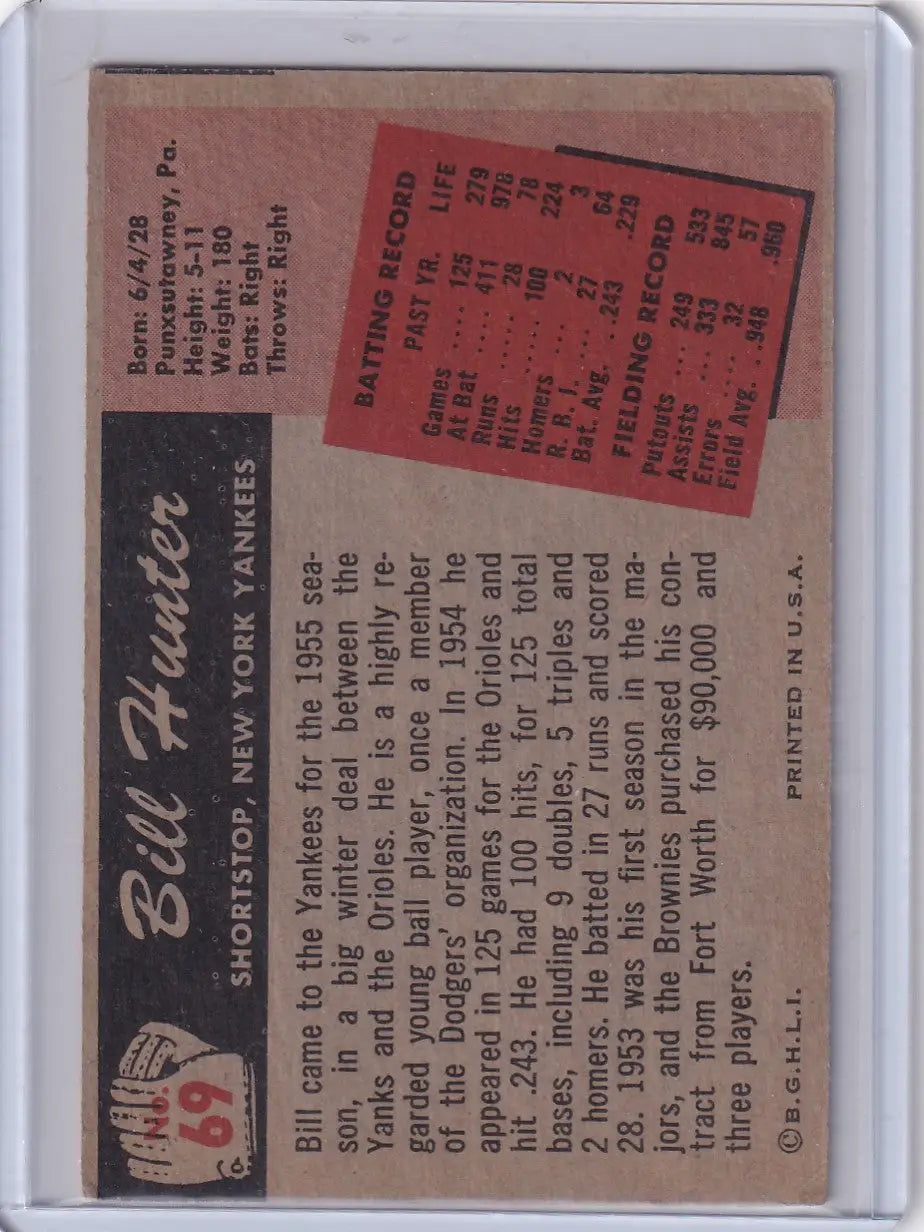 No.
69
Bill Hunter
SHORTSTOP, NEW YORK YANKEES
Born: 6/4/28
Punxsutawney, Pa.
Height: 5-11
Weight: 180
Bats: Right
Throws: Right
Bill came to the Yankees for the 1955 sea-
son, in a big winter deal between the
Yanks and the Orioles. He is a highly re-
garded young ball player, once a member
of the Dodgers' organization. In 1954 he
appeared in 125 games for the Orioles and
hit .243. He had 100 hits, for 125 total
bases, including 9 doubles, 5 triples and
2 homers. He batted in 27 runs and scored
28. 1953 was his first season in the ma-
jors, and the Brownies purchased his con-
tract from Fort Worth for $90,000 and
three players.
BATTING RECORD
PAST YR. LIFE
Games .... 125 279
At Bat ..... 411 978
Runs ..... 28 78
Hits ..... 100 224
Homers ... 2 3
R. B. I. .... 27 64
Bat. Avg. . .243 .229
FIELDING RECORD
Putouts ... 249 533
Assists ... 333 845
Errors .... 32 57
Field Avg. . .948 .960
©B.G.H.L.I. PRINTED IN U.S.A.